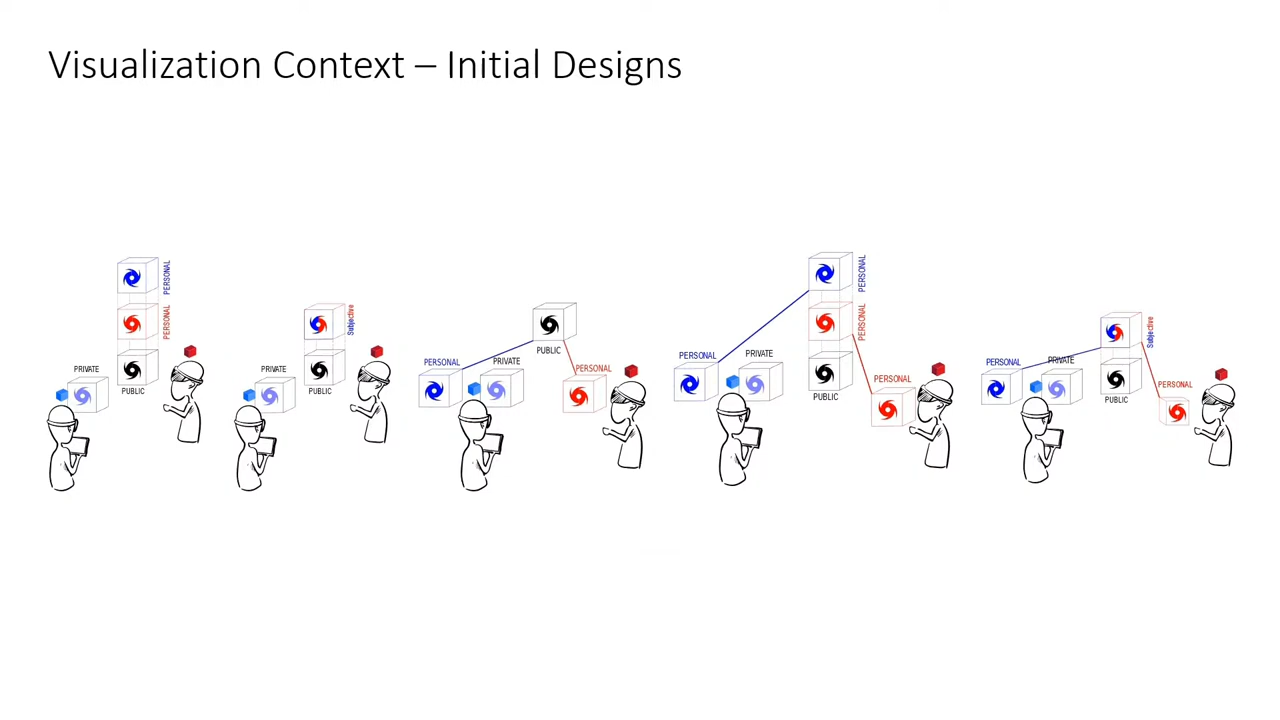 Visualization Context – Initial Designs
PERSONAL
PERSONAL
PRIVATE
PUBLIC
Subjective
PRIVATE
PUBLIC
PUBLIC
PERSONAL
PRIVATE
PERSONAL
PERSONAL
PERSONAL
PERSONAL
PRIVATE
PERSONAL
PUBLIC
Subjective
PERSONAL
PRIVATE
PERSONAL
PUBLIC